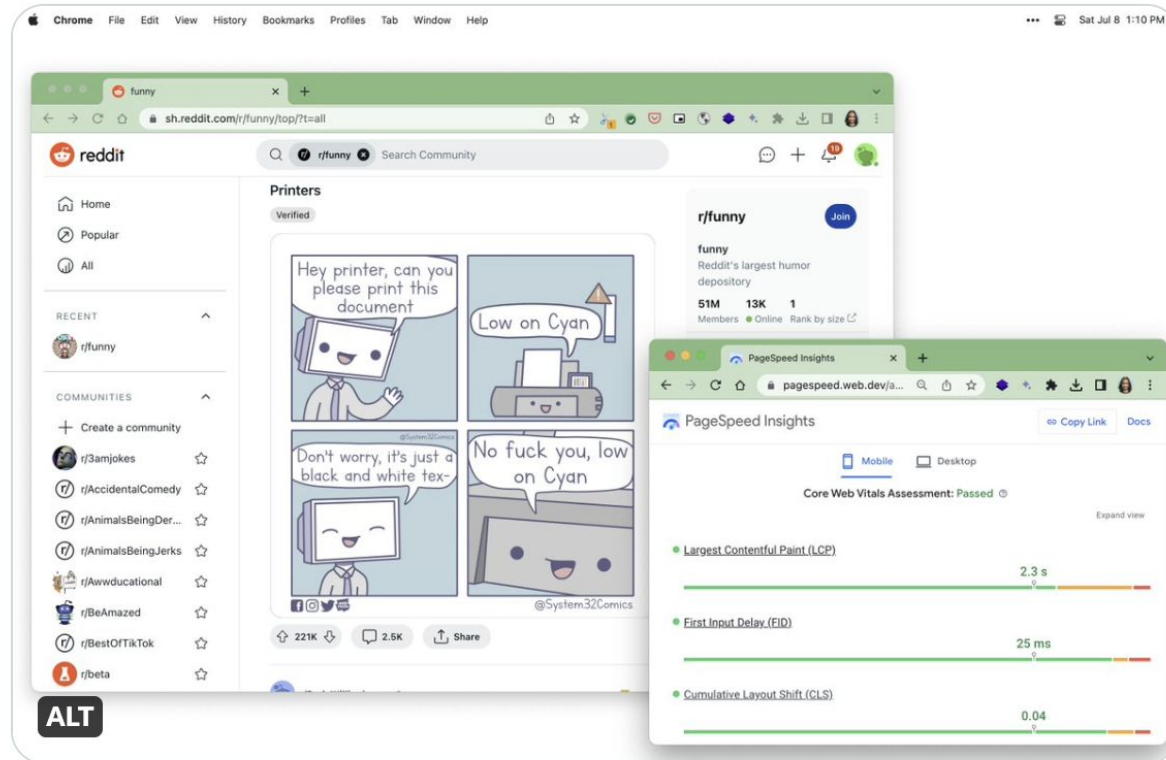 Chrome File Edit View History Bookmarks Profiles Tab Window Help
Sat Jul 8 1:10 PM
funny
sh.reddit.com/r/funny/top/?t=all
reddit
r/funny Search Community
19
Home
Popular
All
RECENT
r/funny
COMMUNITIES
Create a community
r/3amjokes
r/AccidentalComedy
r/AnimalsBeingDer...
r/AnimalsBeingJerks
r/Awwducational
r/BeAmazed
r/BestOfTikTok
r/beta
Printers
Verified
Hey printer, can you
please print this
document
Low on Cyan
@System32Comics
Don't worry, it's just a
black and white tex-
No fuck you, low
on Cyan
@System32Comics
221K
2.5K
Share
r/funny
Join
funny
Reddit's largest humor
depository
51M 13K 1
Members Online Rank by size
PageSpeed Insights
pagespeed.web.dev/a...
PageSpeed Insights
Copy Link Docs
Mobile Desktop
Core Web Vitals Assessment: Passed
Expand view
Largest Contentful Paint (LCP)
2.3 s
First Input Delay (FID)
25 ms
Cumulative Layout Shift (CLS)
0.04
ALT